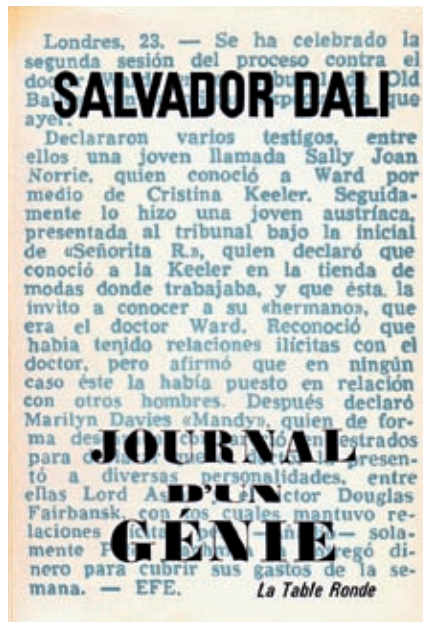 Londres, 23. — Se ha celebrado la
segunda sesión del proceso contra el
SALVADOR DALI
que
ayer.
Declararon varios testigos, entre
ellos una joven llamada Sally Joan
Norrie, quien conoció a Ward por
medio de Cristina Keeler. Seguida-
mente lo hizo una joven austríaca,
presentada al tribunal bajo la inicial
de «Señorita R.», quien declaró que
conoció a la Keeler en la tienda de
modas donde trabajaba, y que ésta, la
invito a conocer a su «hermano», que
era el doctor Ward. Reconoció que
habia tenido relaciones ilícitas con el
doctor, pero afirmó que en ningún
caso éste la había puesto en relación
con otros hombres. Después declaró
Marilyn Davies «Mandy», quien de for-
ma estrados
JOURNAL
para presen-
tó a diversas personalidades, entre
D'UN
ellas Lord Douglas
Fairbansk, con los cuales mantuvo re-
laciones sola-
GÉNIE
mente di-
nero para cubrir sus gastos de la se-
mana. — EFE.
La Table Ronde